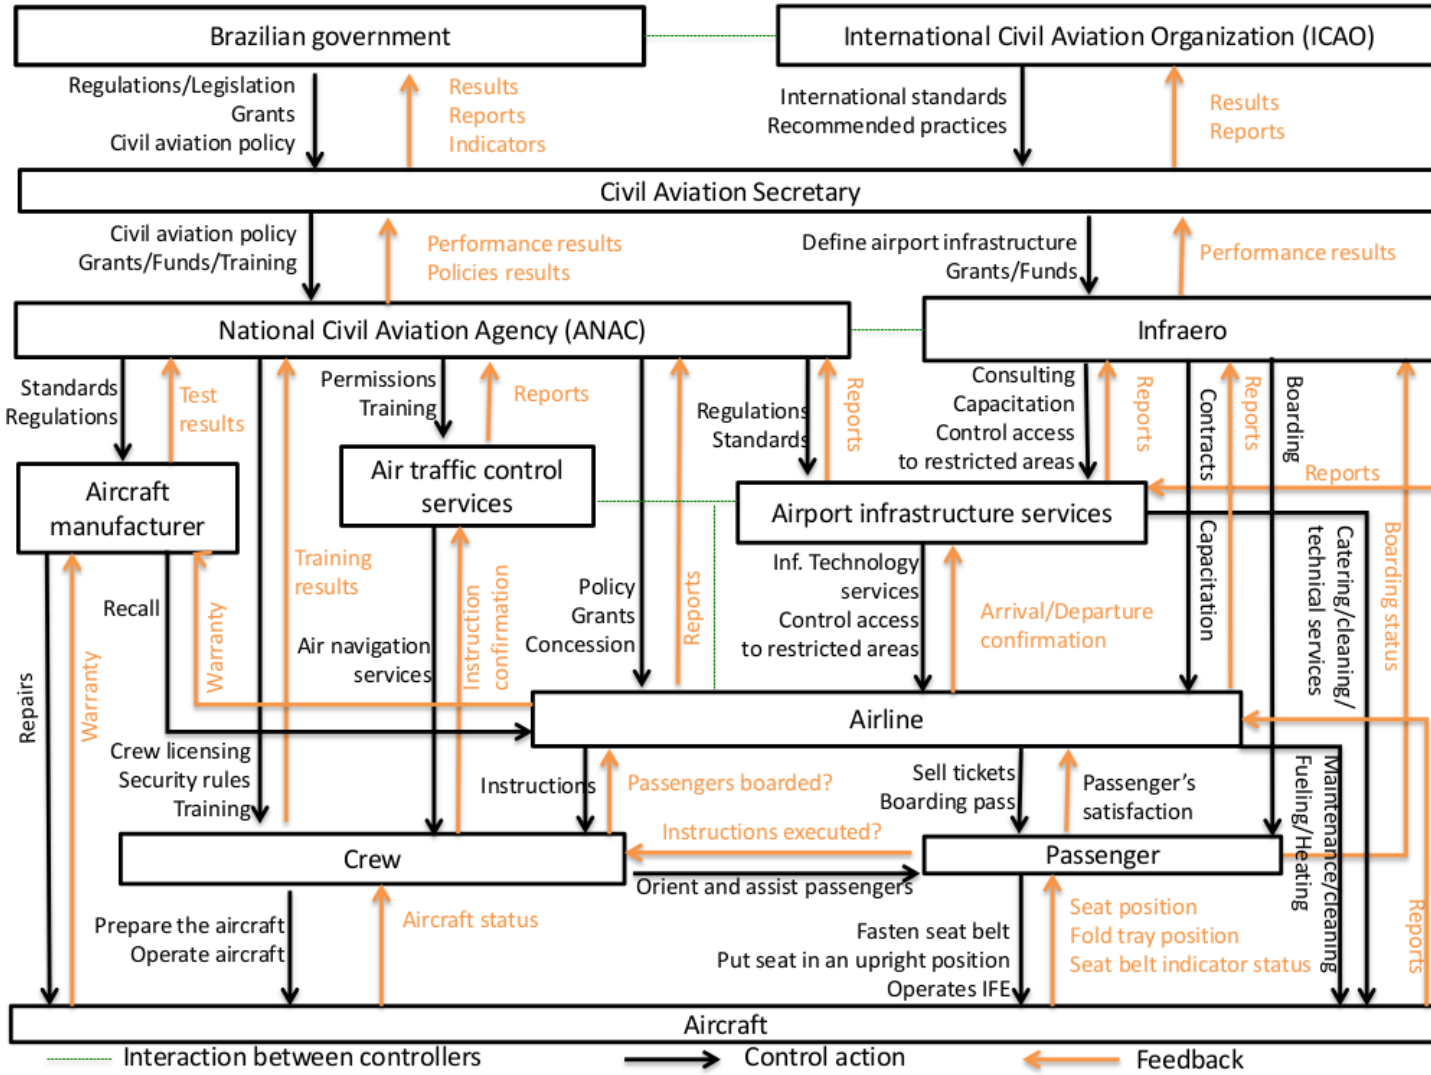 Brazilian government
International Civil Aviation Organization (ICAO)
Regulations/Legislation
Grants
Civil aviation policy
Results
Reports
Indicators
International standards
Recommended practices
Results
Reports
Civil Aviation Secretary
Civil aviation policy
Grants/Funds/Training
Performance results
Policies results
Define airport infrastructure
Grants/Funds
Performance results
National Civil Aviation Agency (ANAC)
Infraero
Standards
Regulations
Test
results
Permissions
Training
Reports
Regulations
Standards
Reports
Consulting
Capacitation
Control access
to restricted areas
Reports
Contracts
Capacitation
Reports
Boarding
Reports
Boarding status
Aircraft
manufacturer
Air traffic control
services
Airport infrastructure services
Catering/cleaning/
technical services
Recall
Warranty
Training
results
Air navigation
services
Instruction
confirmation
Policy
Grants
Concession
Reports
Inf. Technology
services
Control access
to restricted areas
Arrival/Departure
confirmation
Repairs
Warranty
Airline
Crew licensing
Security rules
Training
Instructions
Passengers boarded?
Sell tickets
Boarding pass
Passenger's
satisfaction
Maintenance/cleaning
Fueling/Heating
Instructions executed?
Crew
Passenger
Orient and assist passengers
Prepare the aircraft
Operate aircraft
Aircraft status
Fasten seat belt
Put seat in an upright position
Operates IFE
Seat position
Fold tray position
Seat belt indicator status
Reports
Aircraft
Interaction between controllers
Control action
Feedback